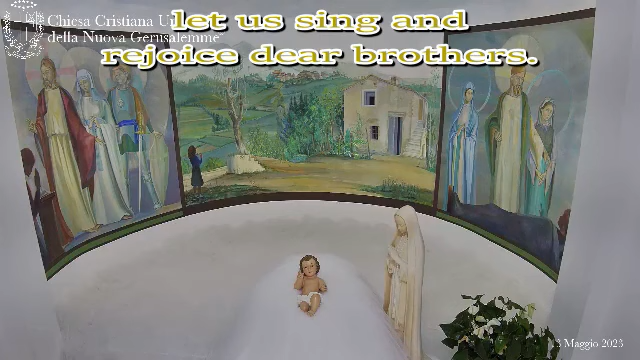 Chiesa Cristiana U
della Nuova Gerusalemme
let us sing and
rejoice dear brothers.
3 Maggio 2023